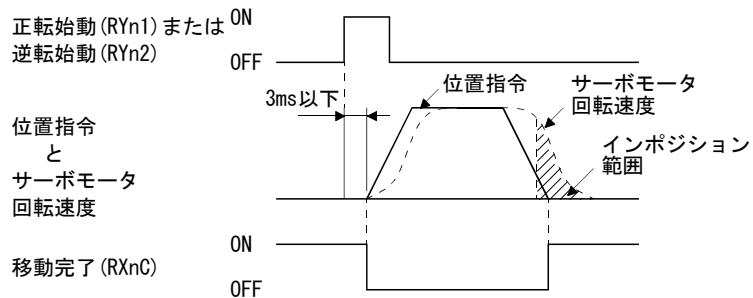 正転始動(RYn1)または
逆転始動(RYn2)
ON
OFF
3ms以下
位置指令
サーボモータ
回転速度
インポジション
範囲
位置指令
と
サーボモータ
回転速度
移動完了(RXnC)
ON
OFF